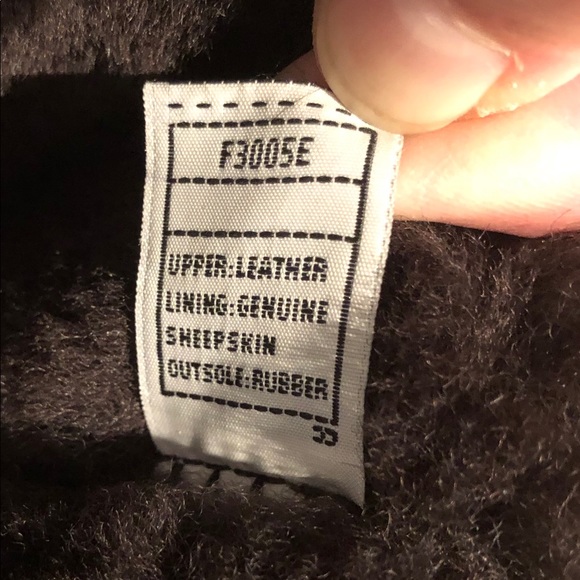 F3005E
UPPER:LEATHER
LINING:GENUINE
SHEEPSKIN
OUTSOLE:RUBBER